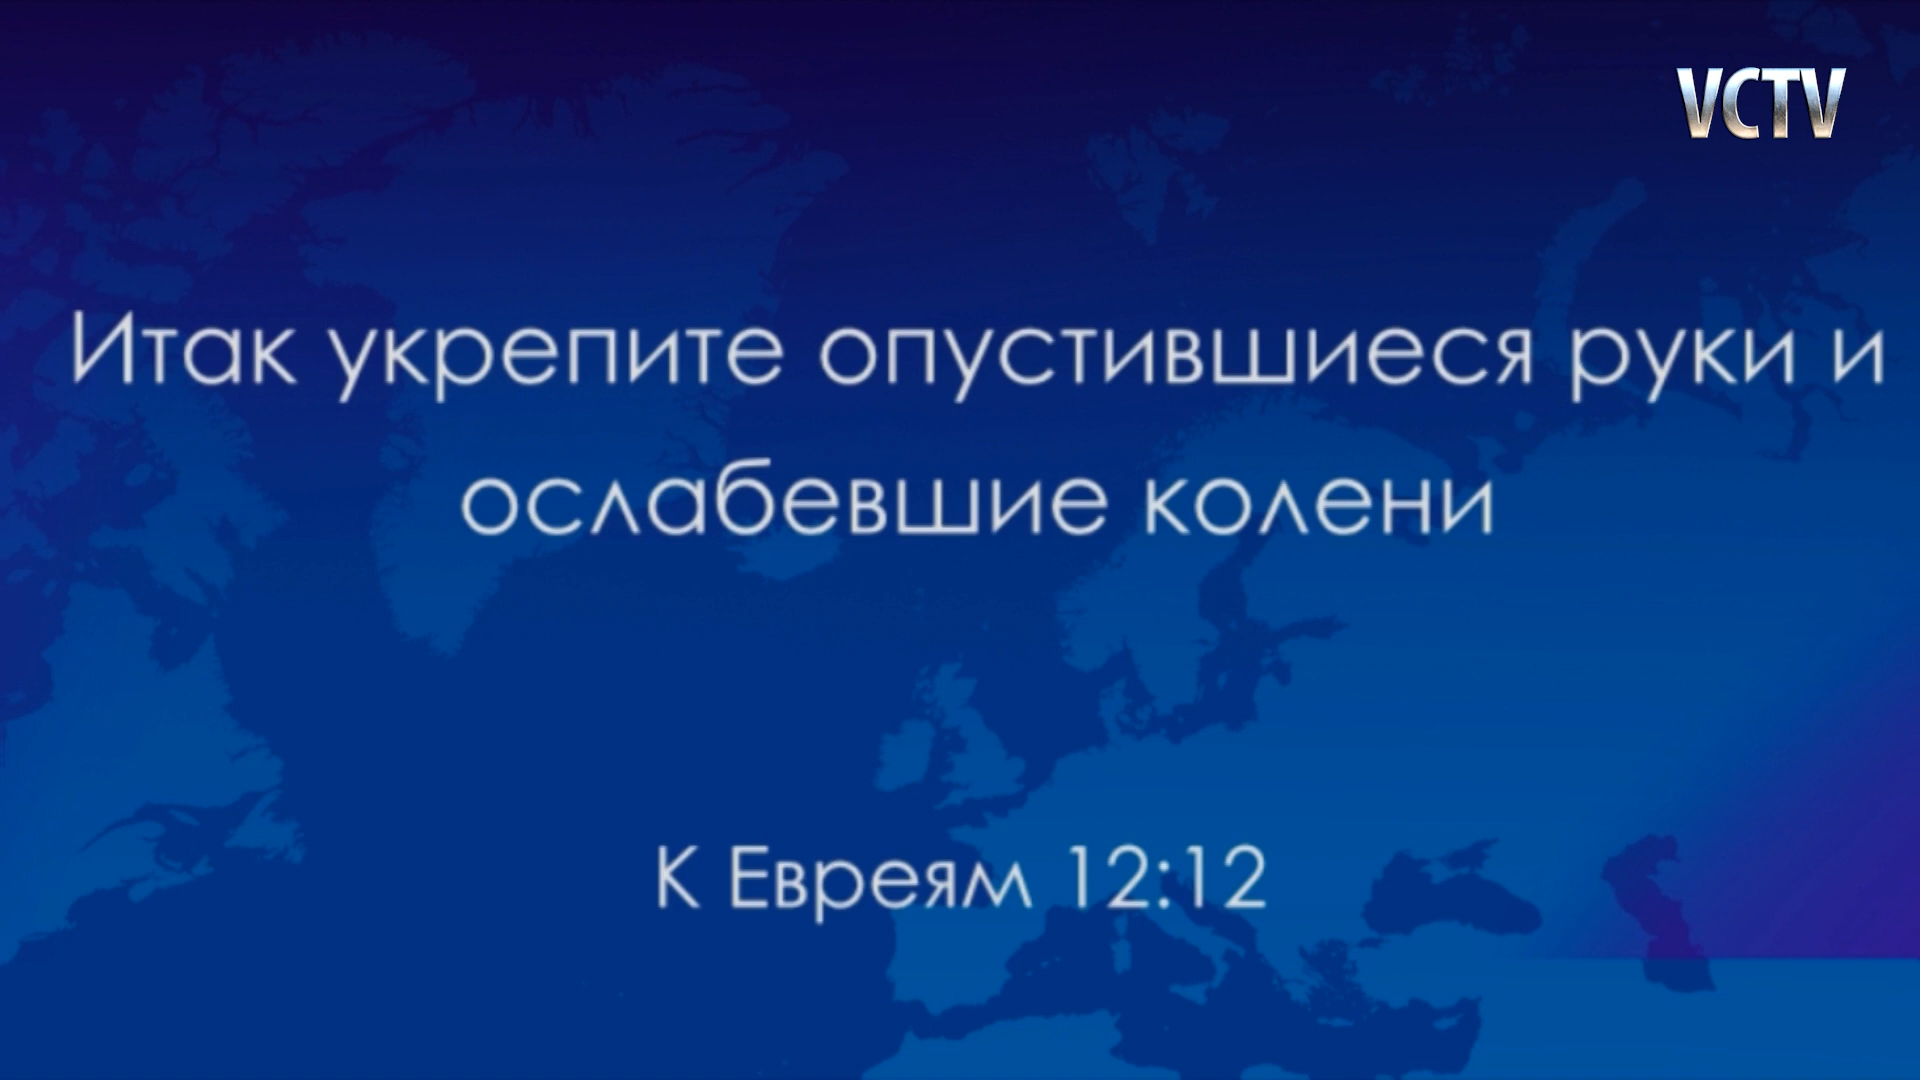 VCTV
Итак укрепите опустившиеся руки и
ослабевшие колени
К Евреям 12:12